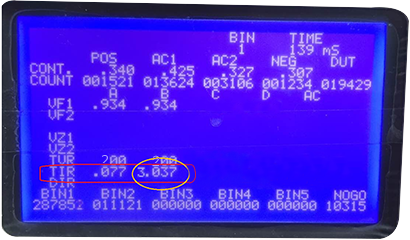 BIN TIME
1 139 mS
POS AC1 AC2 NEG DUT
CONT. .340 .425 .327 .307
COUNT 001521 013624 003106 001234 019429
A B C D AC
VF1 .934 .934
VF2
VZ1
VZ2
TVR 200 200
TIR .077 3.037
DIR
BIN1 BIN2 BIN3 BIN4 BIN5 NOGO
287852 011121 000000 000000 000000 10315